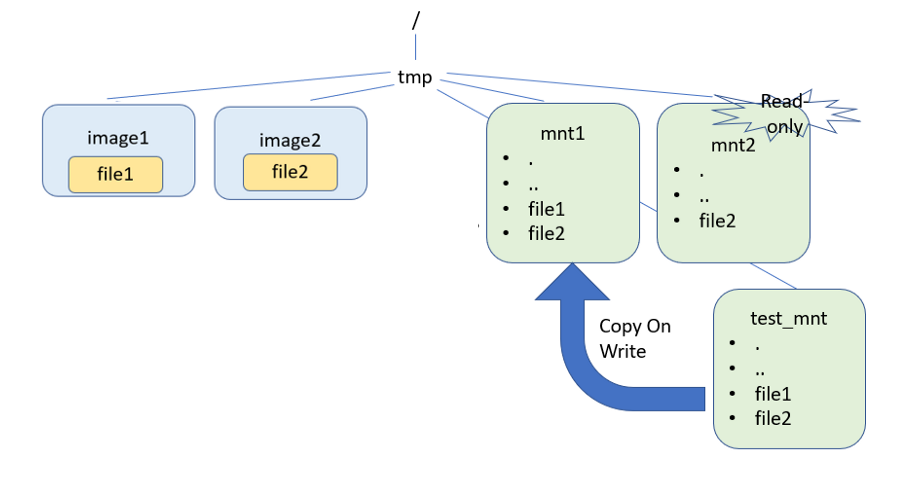 /
tmp
image1
file1
image2
file2
mnt1
• .
• ..
• file1
• file2
Read-
only
mnt2
• .
• ..
• file2
Copy On
Write
test_mnt
• .
• ..
• file1
• file2